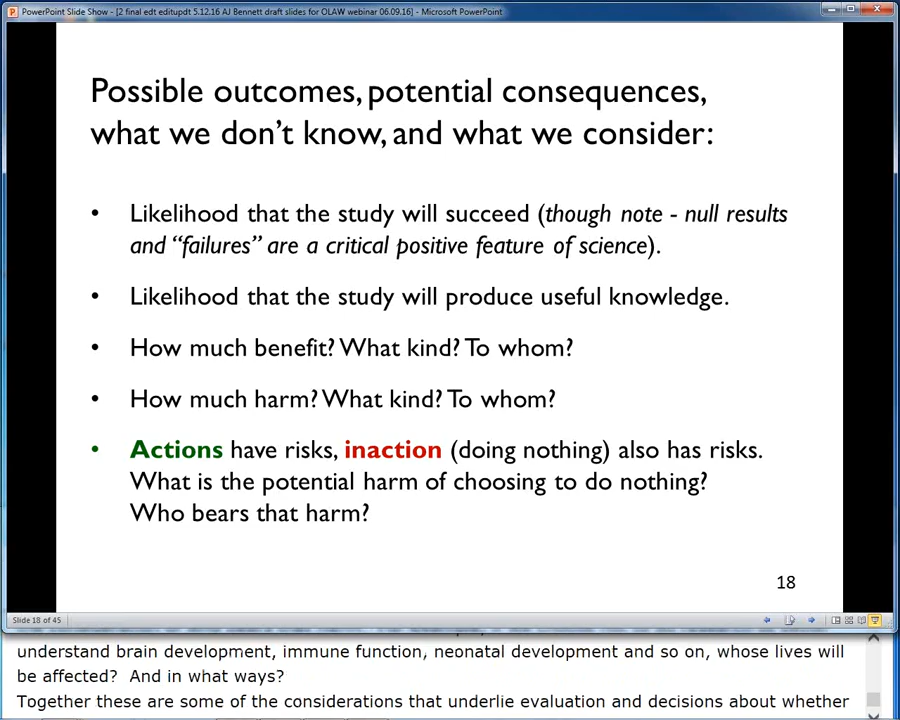 PowerPoint Slide Show - [2 final edt editupdt 5.12.16 AJ Bennett draft slides for OLAW webinar 06.09.16] - Microsoft PowerPoint
Possible outcomes, potential consequences,
what we don't know, and what we consider:
• Likelihood that the study will succeed (though note - null results
and “failures” are a critical positive feature of science).
• Likelihood that the study will produce useful knowledge.
• How much benefit? What kind? To whom?
• How much harm? What kind? To whom?
• Actions have risks, inaction (doing nothing) also has risks.
What is the potential harm of choosing to do nothing?
Who bears that harm?
18
Slide 18 of 45
understand brain development, immune function, neonatal development and so on, whose lives will
be affected?  And in what ways?
Together these are some of the considerations that underlie evaluation and decisions about whether